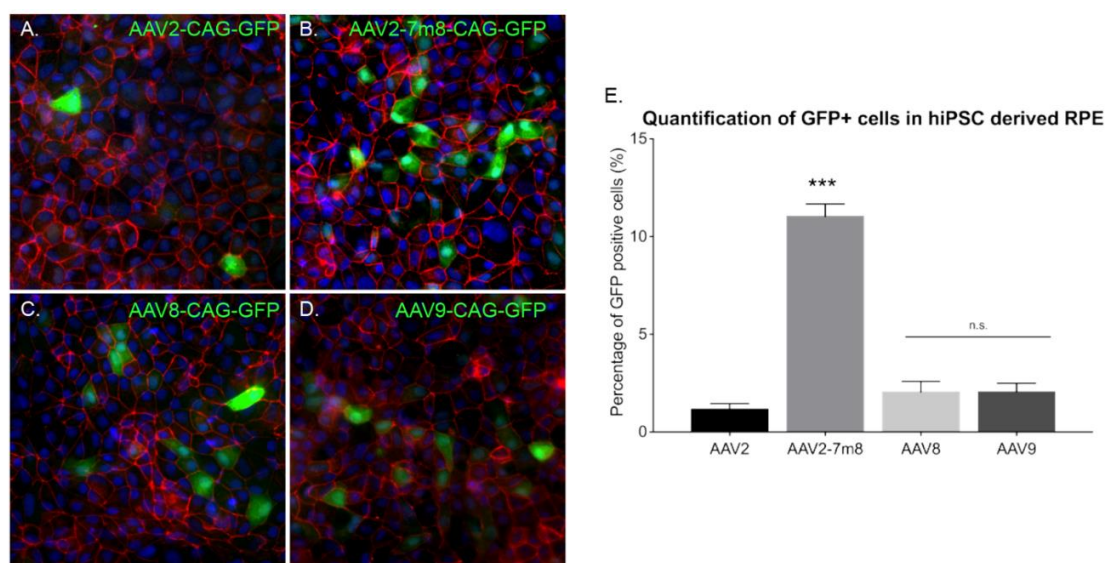 A.
AAV2-CAG-GFP
B.
AAV2-7m8-CAG-GFP
C.
AAV8-CAG-GFP
D.
AAV9-CAG-GFP
E.
Quantification of GFP+ cells in hiPSC derived RPE
Percentage of GFP positive cells (%)
15
10
5
0
***
n.s.
AAV2
AAV2-7m8
AAV8
AAV9